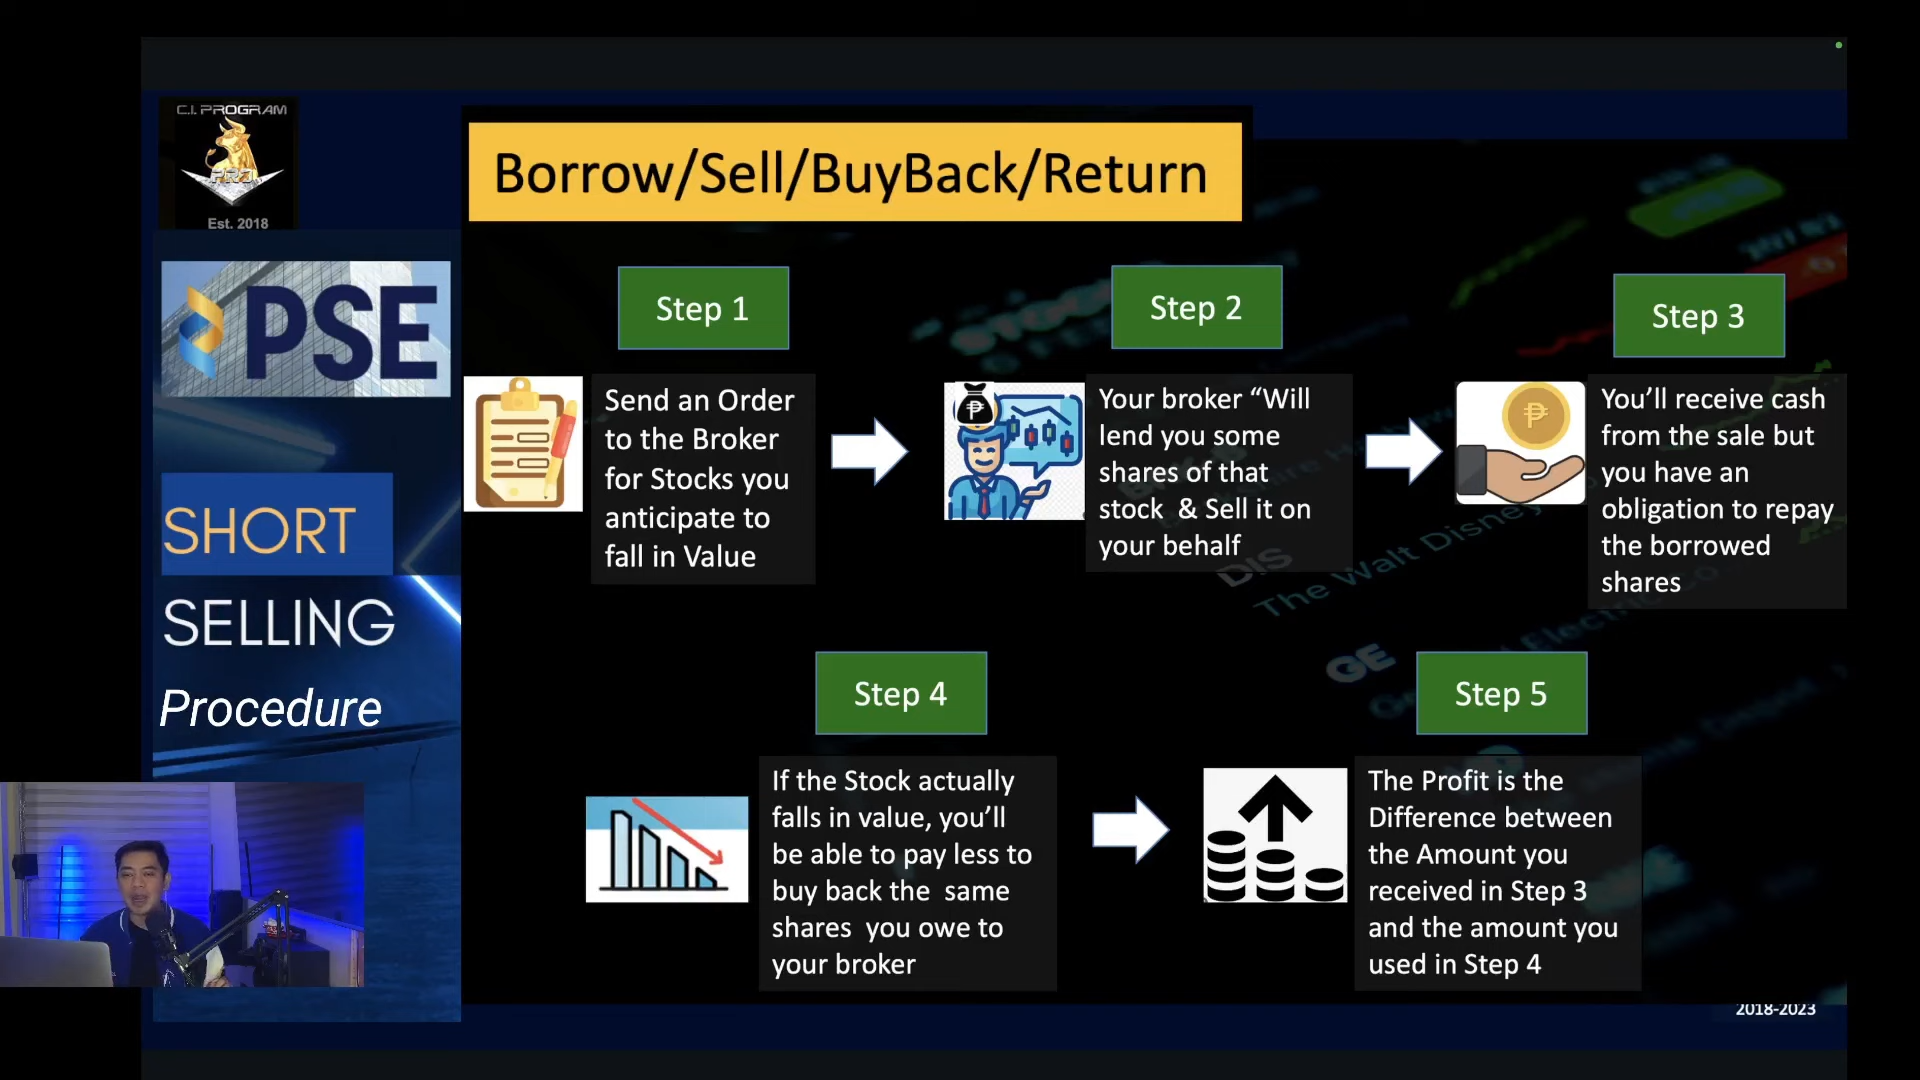 C.I. PROGRAM
PRO
Est. 2018
Borrow/Sell/BuyBack/Return
PSE
SHORT
SELLING
Procedure
Step 1
Send an Order
to the Broker
for Stocks you
anticipate to
fall in Value
Step 2
Your broker “Will
lend you some
shares of that
stock & Sell it on
your behalf
Step 3
You’ll receive cash
from the sale but
you have an
obligation to repay
the borrowed
shares
DIS
The Walt Disney
GE
Step 4
If the Stock actually
falls in value, you’ll
be able to pay less to
buy back the same
shares you owe to
your broker
Step 5
The Profit is the
Difference between
the Amount you
received in Step 3
and the amount you
used in Step 4
2018-2023